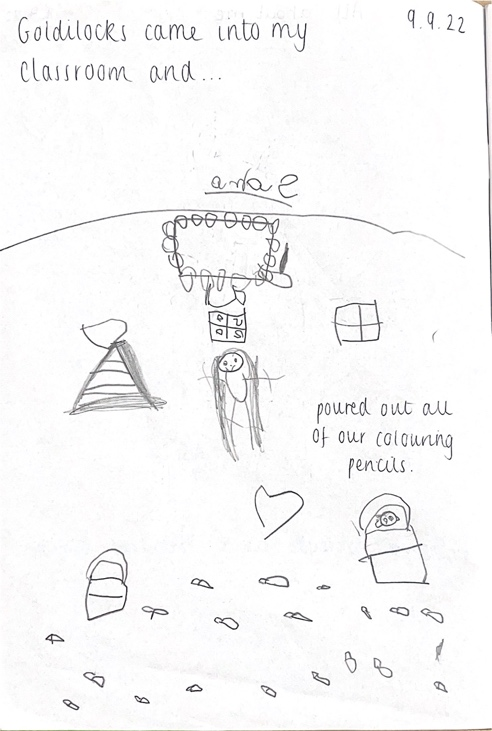 Goldilocks came into my
9.9.22
classroom and...
poured out all
of our colouring
pencils.